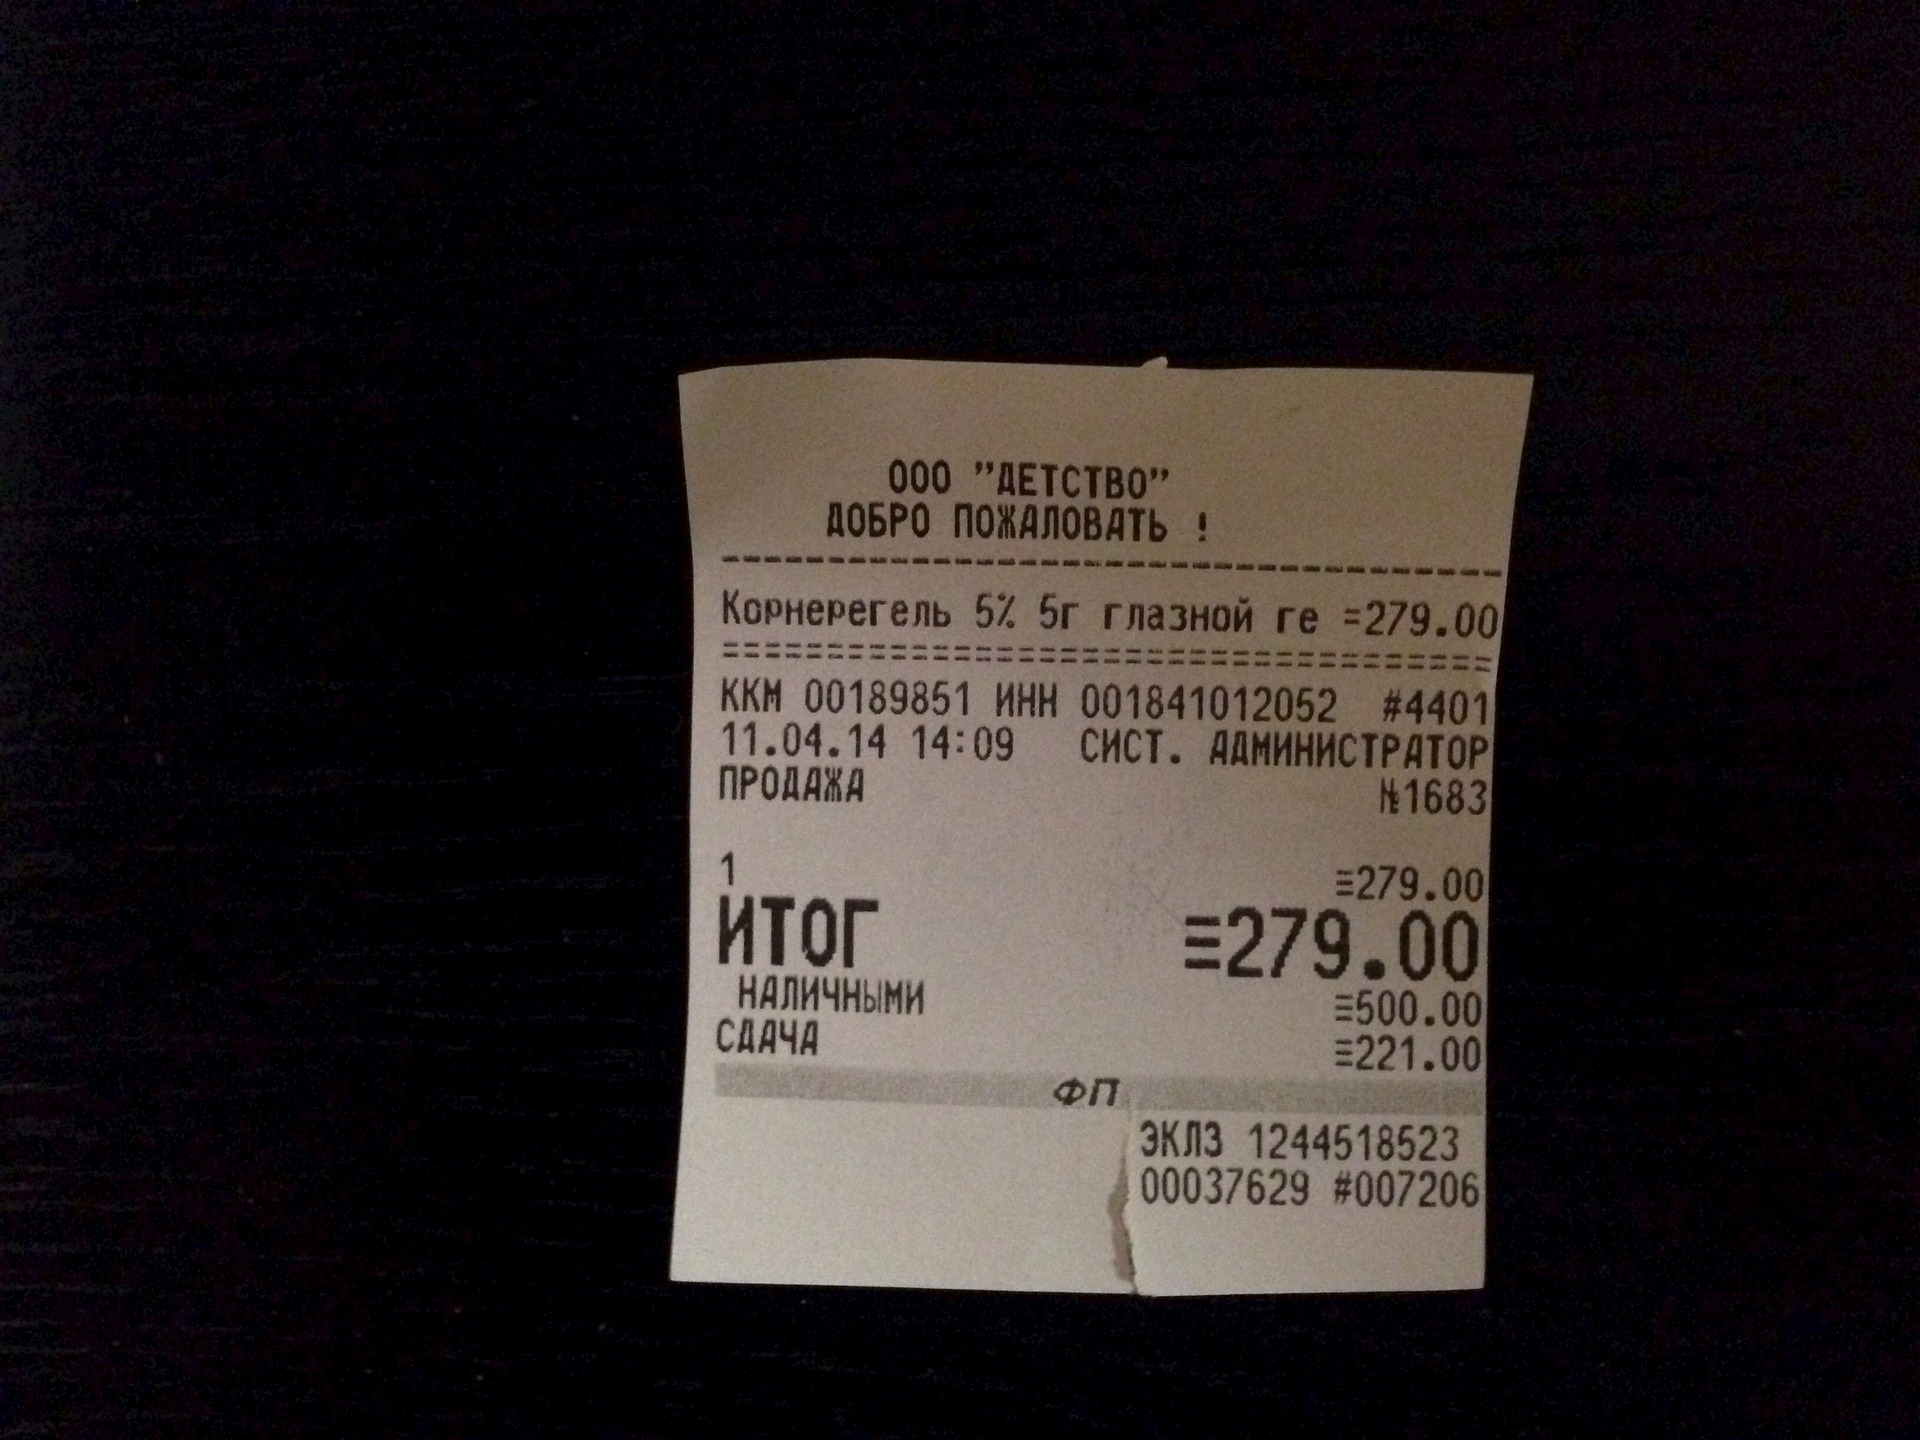 ООО "ДЕТСТВО"
ДОБРО ПОЖАЛОВАТЬ !
------------------------------------
Корнерегель 5% 5г глазной ге =279.00
====================================
ККМ 00189851 ИНН 001841012052 #4401
11.04.14 14:09 СИСТ. АДМИНИСТРАТОР
ПРОДАЖА №1683
1 ≡279.00
ИТОГ ≡279.00
НАЛИЧНЫМИ ≡500.00
СДАЧА ≡221.00
ФП
ЭКЛЗ 1244518523
00037629 #007206